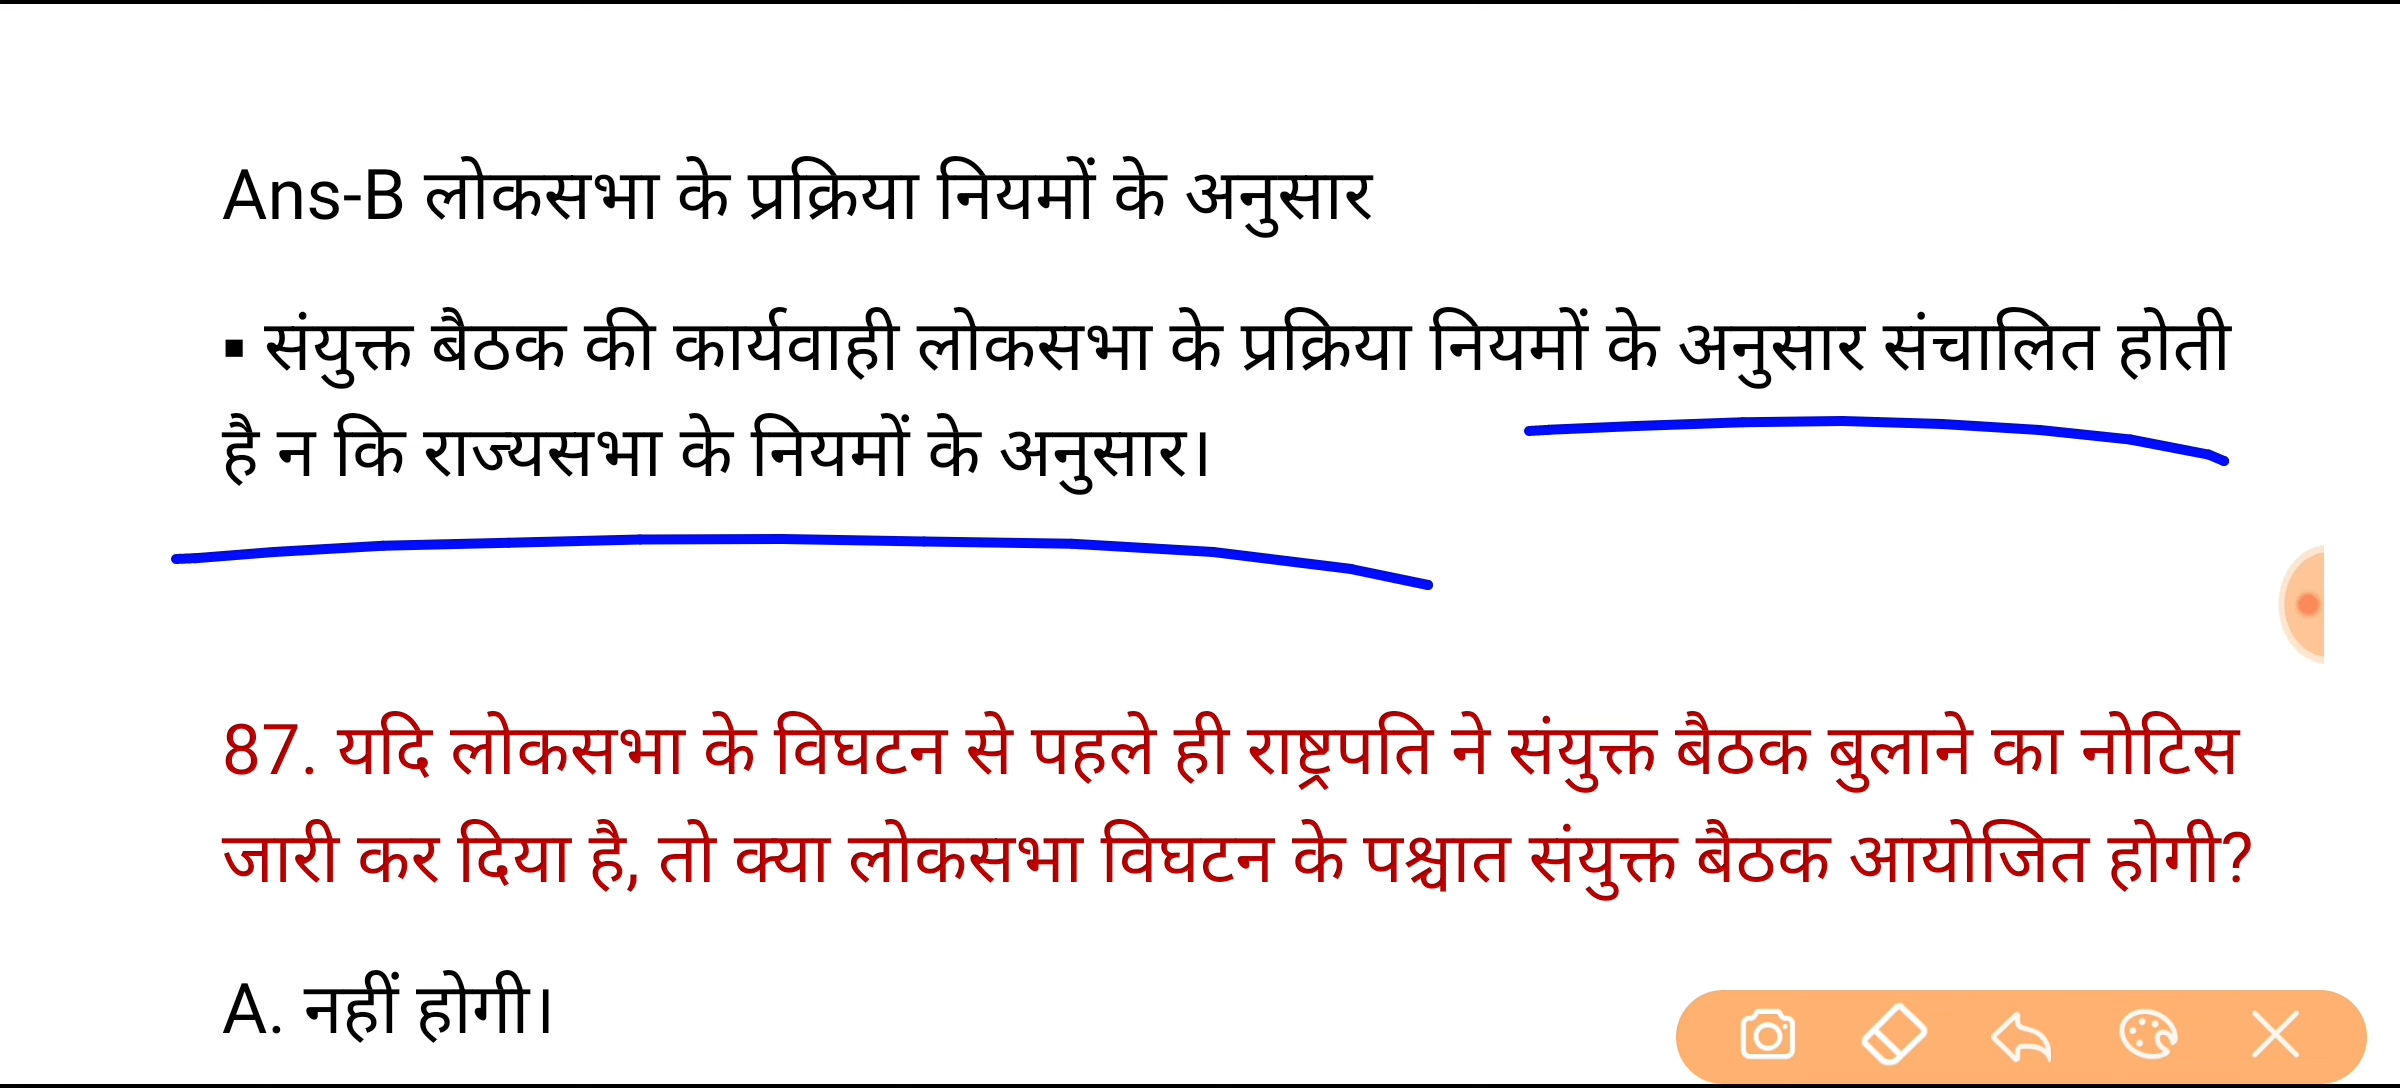 Ans-B लोकसभा के प्रक्रिया नियमों के अनुसार
▪ संयुक्त बैठक की कार्यवाही लोकसभा के प्रक्रिया नियमों के अनुसार संचालित होती
है न कि राज्यसभा के नियमों के अनुसार।
87. यदि लोकसभा के विघटन से पहले ही राष्ट्रपति ने संयुक्त बैठक बुलाने का नोटिस
जारी कर दिया है, तो क्या लोकसभा विघटन के पश्चात संयुक्त बैठक आयोजित होगी?
A. नहीं होगी।